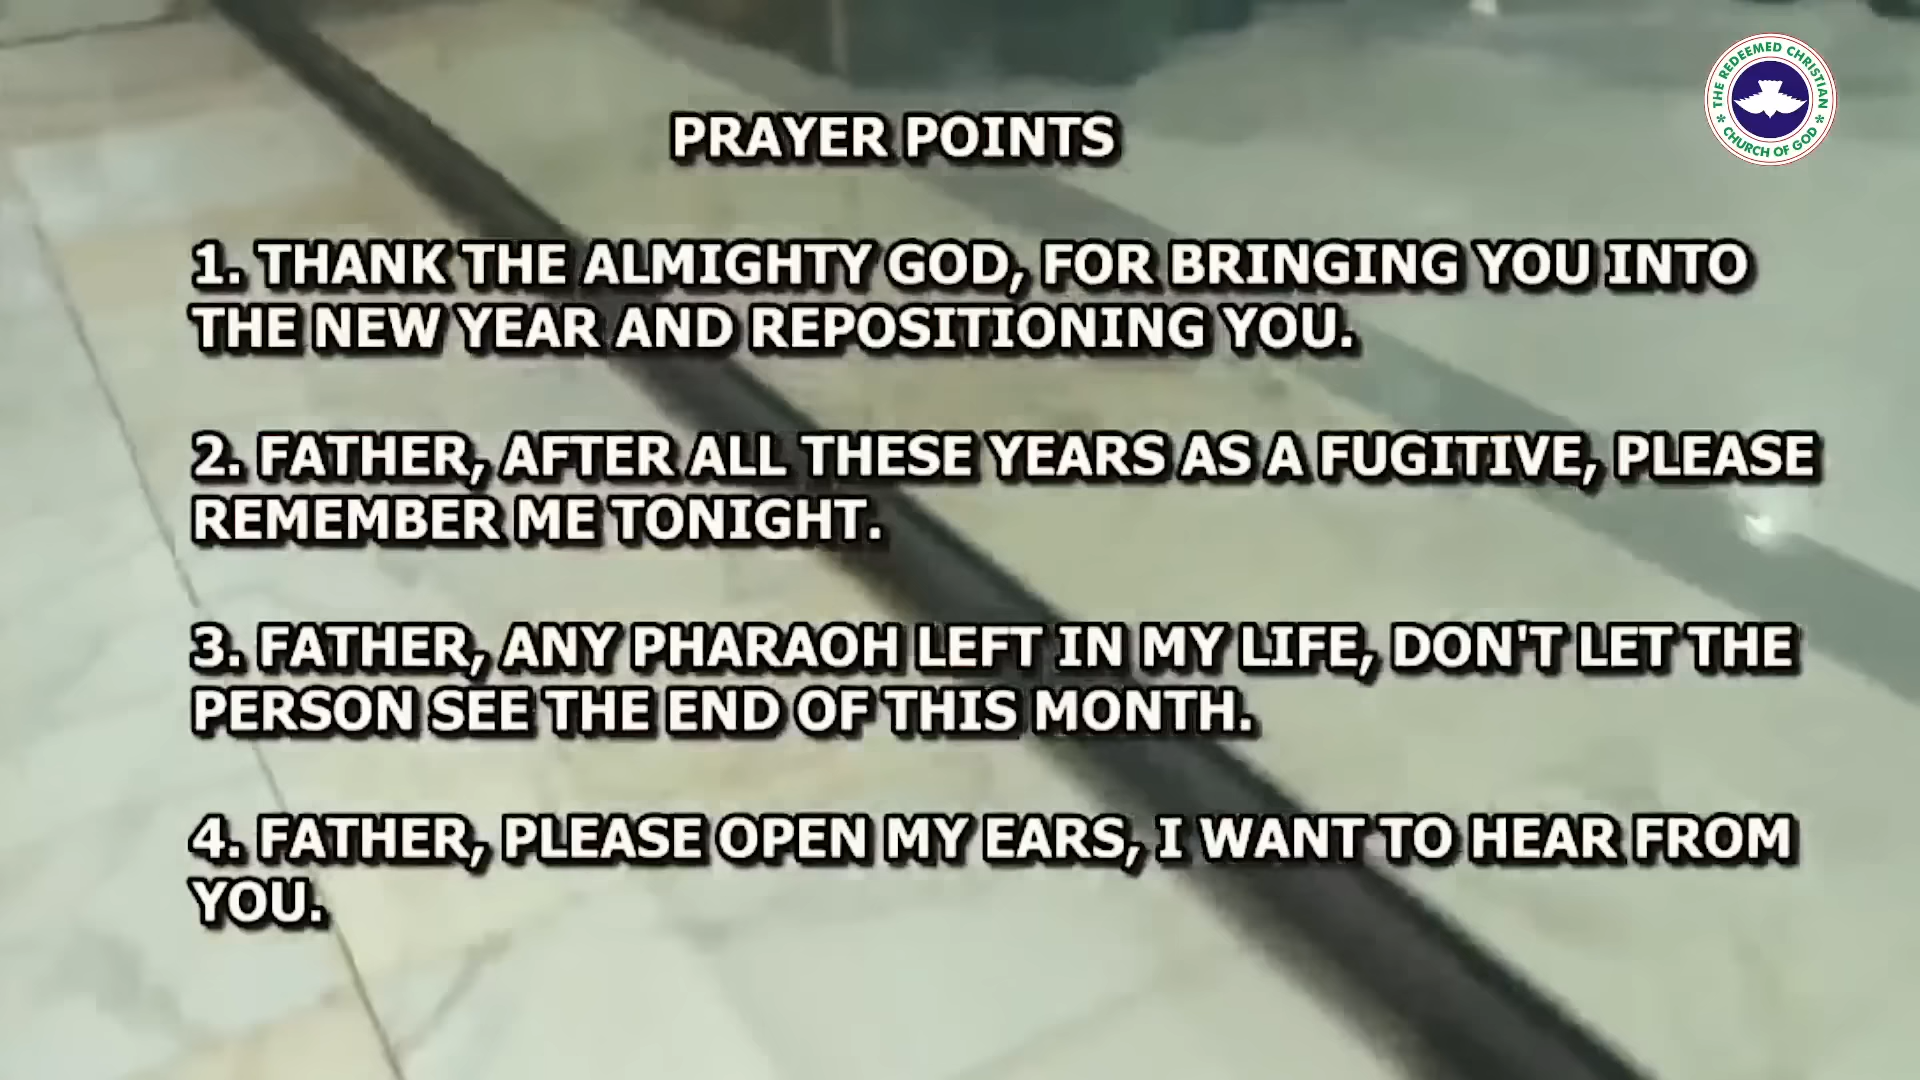 THE REDEEMED CHRISTIAN
CHURCH OF GOD
PRAYER POINTS
1. THANK THE ALMIGHTY GOD, FOR BRINGING YOU INTO
THE NEW YEAR AND REPOSITIONING YOU.
2. FATHER, AFTER ALL THESE YEARS AS A FUGITIVE, PLEASE
REMEMBER ME TONIGHT.
3. FATHER, ANY PHARAOH LEFT IN MY LIFE, DON'T LET THE
PERSON SEE THE END OF THIS MONTH.
4. FATHER, PLEASE OPEN MY EARS, I WANT TO HEAR FROM
YOU.